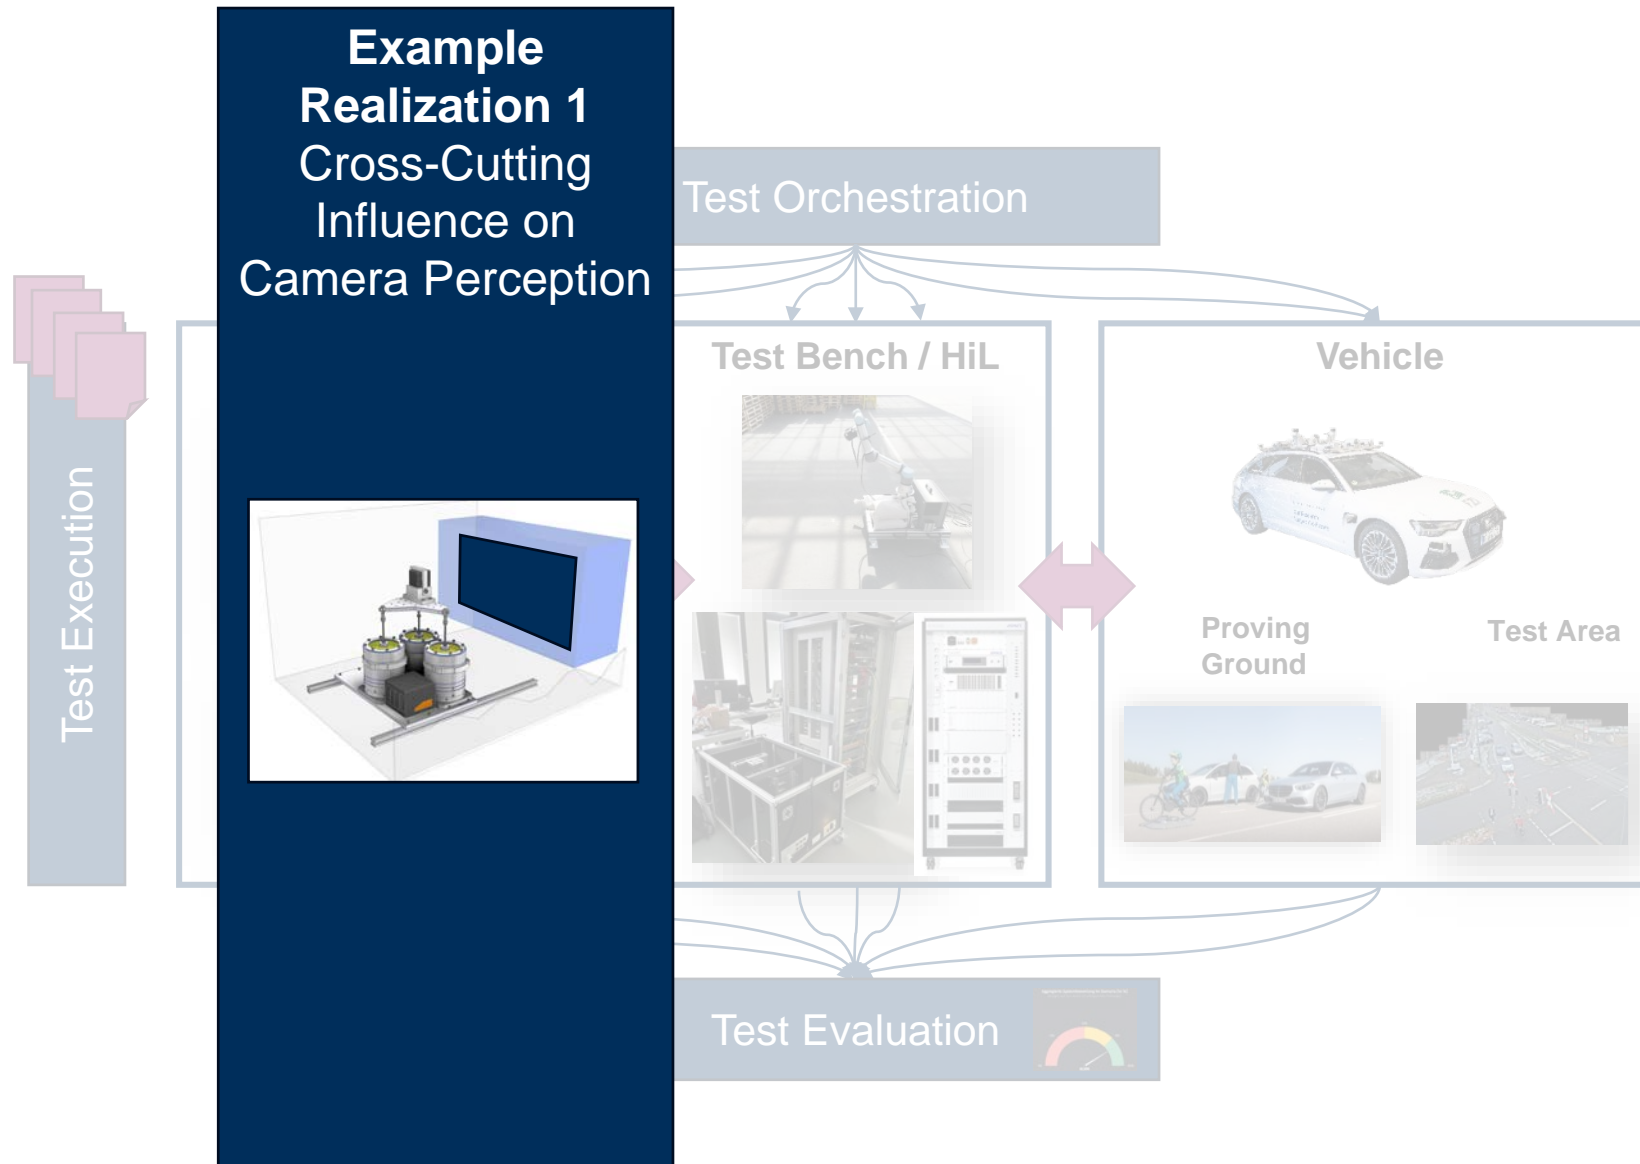 Example
Realization 1
Cross-Cutting
Influence on
Camera Perception
Test Orchestration
Test Execution
Test Bench / HiL
Vehicle
Proving
Ground
Test Area
Test Evaluation